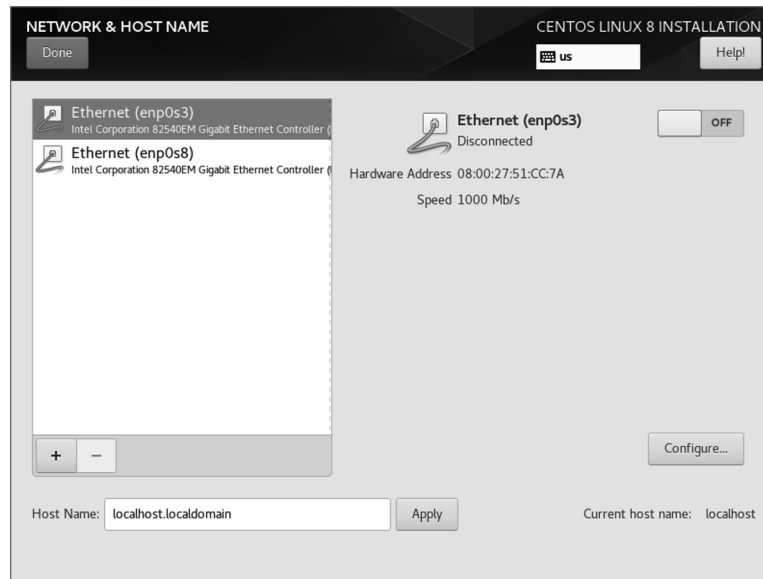 NETWORK & HOST NAME
CENTOS LINUX 8 INSTALLATION
Done
us
Help!
Ethernet (enp0s3)
Intel Corporation 82540EM Gigabit Ethernet Controller (
Ethernet (enp0s8)
Intel Corporation 82540EM Gigabit Ethernet Controller (
Ethernet (enp0s3)
Disconnected
OFF
Hardware Address 08:00:27:51:CC:7A
Speed 1000 Mb/s
+ −
Configure...
Host Name: localhost.localdomain
Apply
Current host name: localhost